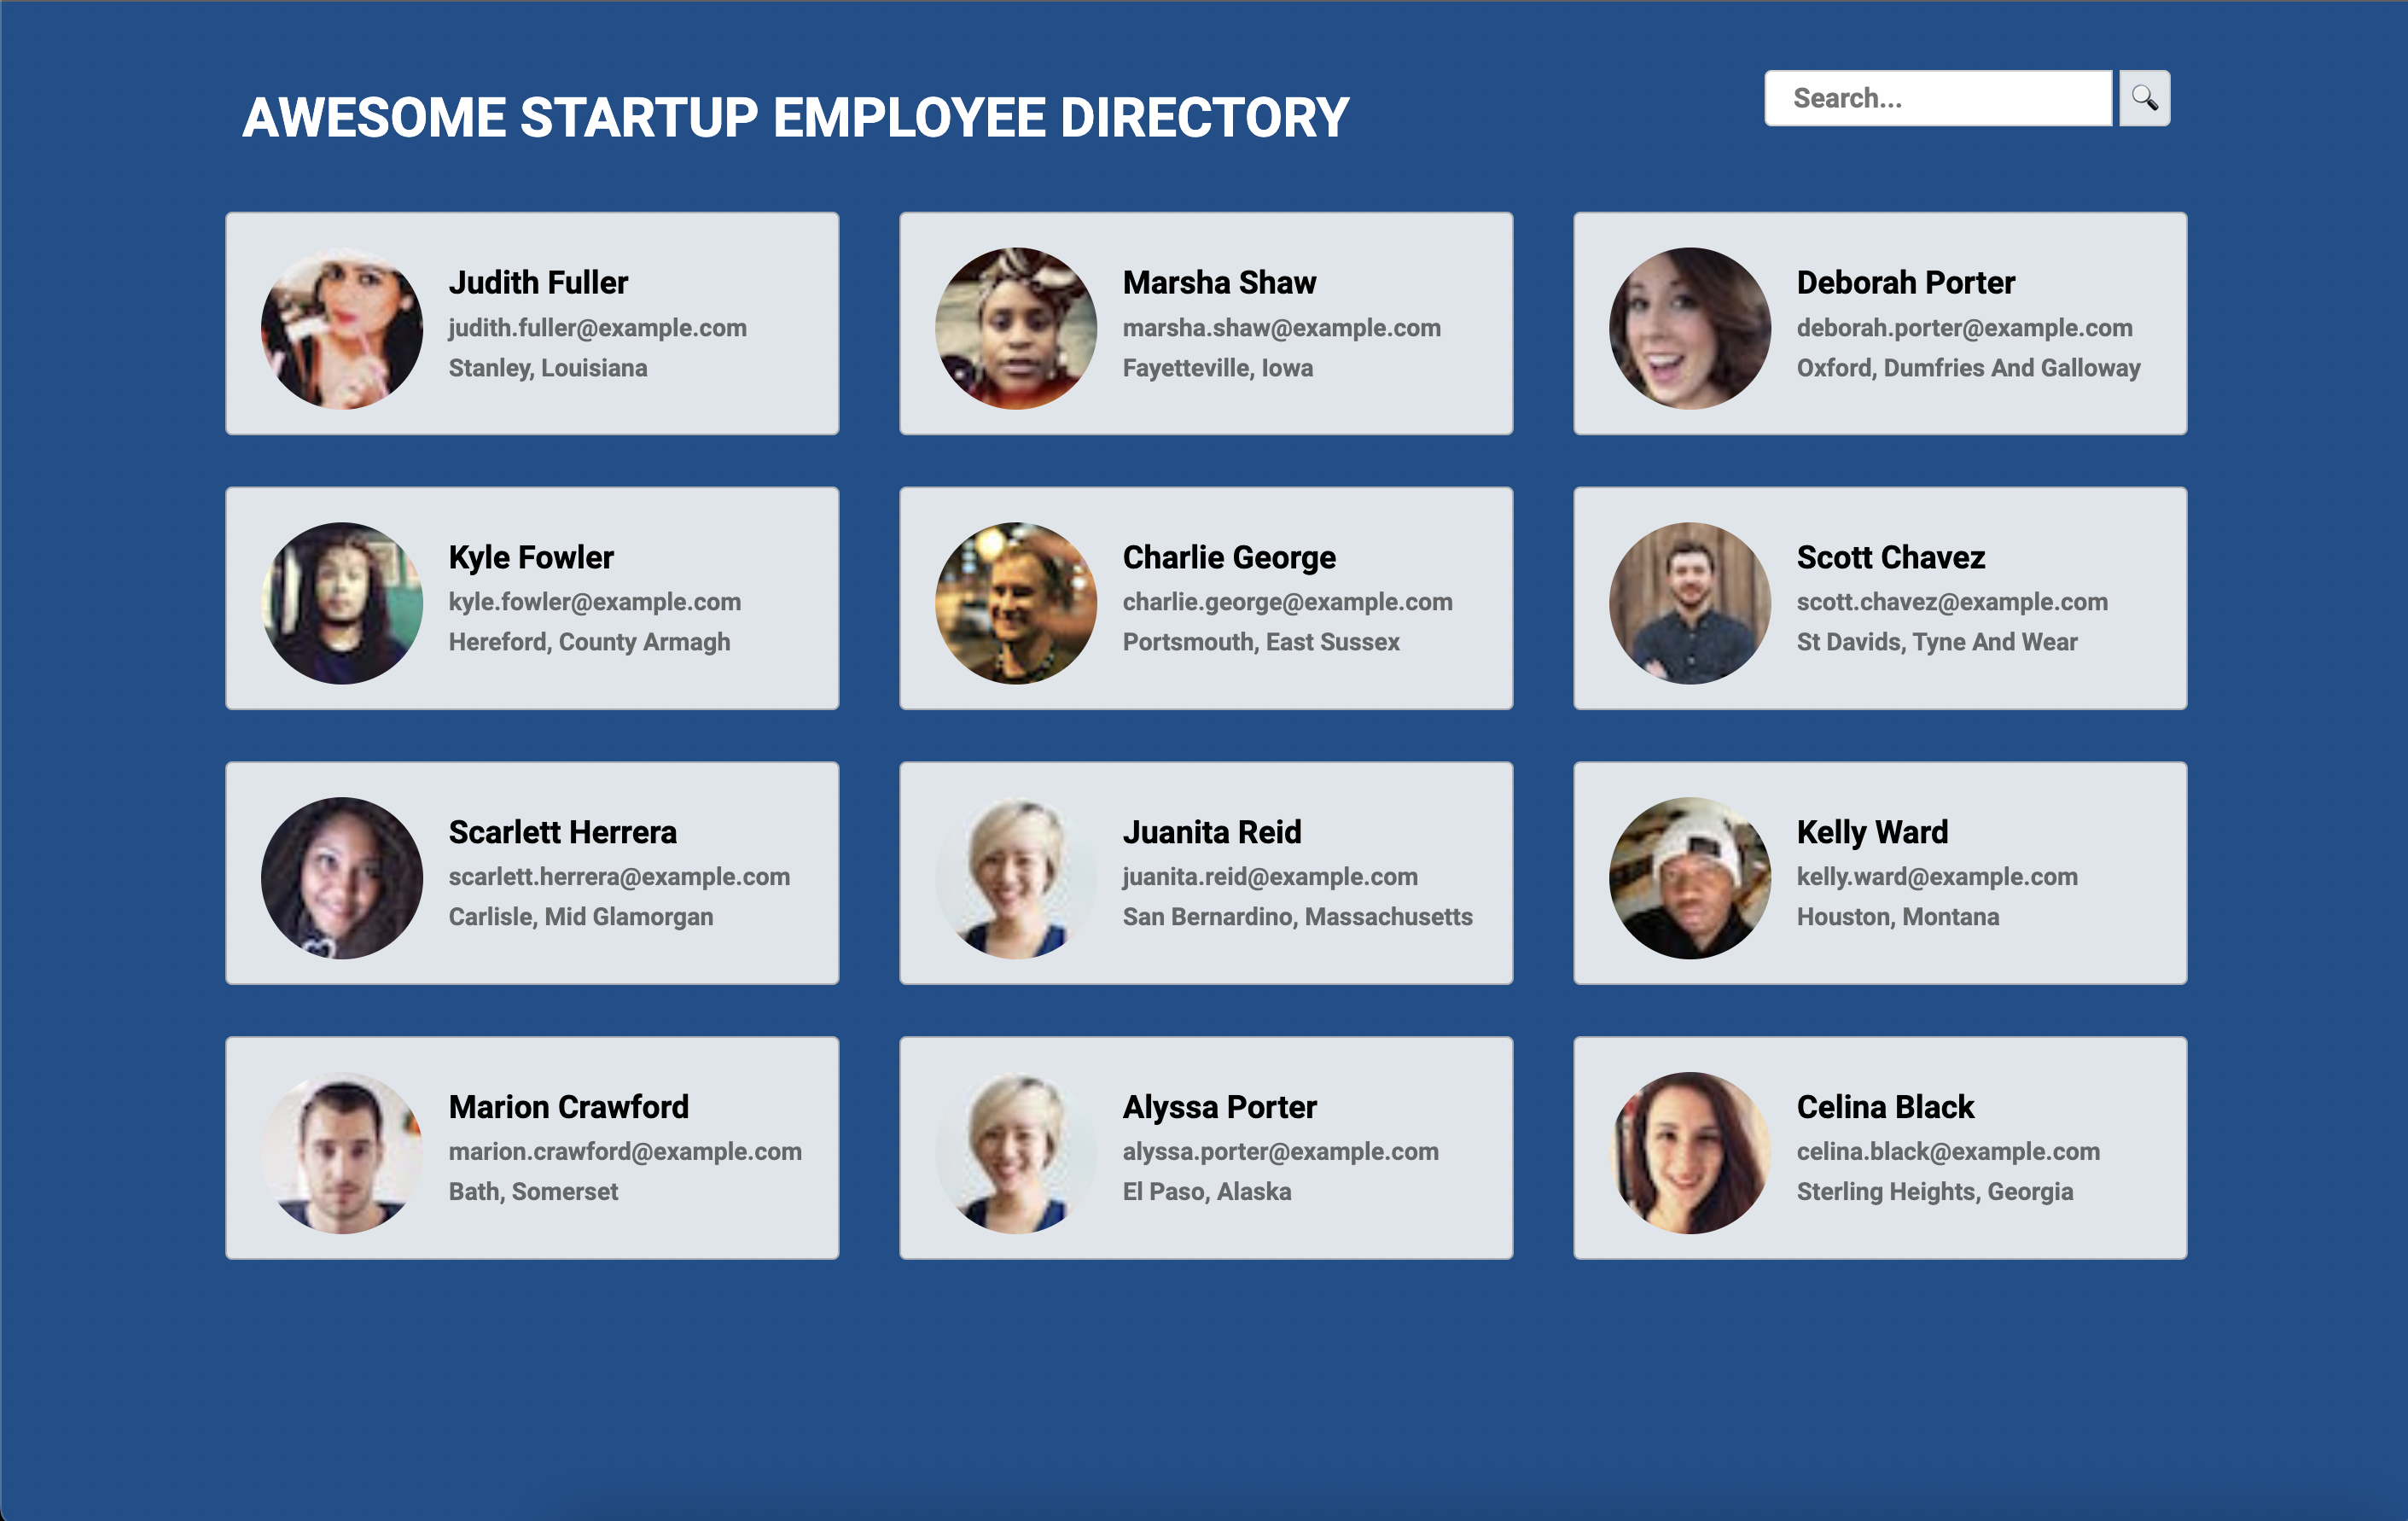 AWESOME STARTUP EMPLOYEE DIRECTORY
Search...
Judith Fuller
judith.fuller@example.com
Stanley, Louisiana
Marsha Shaw
marsha.shaw@example.com
Fayetteville, Iowa
Deborah Porter
deborah.porter@example.com
Oxford, Dumfries And Galloway
Kyle Fowler
kyle.fowler@example.com
Hereford, County Armagh
Charlie George
charlie.george@example.com
Portsmouth, East Sussex
Scott Chavez
scott.chavez@example.com
St Davids, Tyne And Wear
Scarlett Herrera
scarlett.herrera@example.com
Carlisle, Mid Glamorgan
Juanita Reid
juanita.reid@example.com
San Bernardino, Massachusetts
Kelly Ward
kelly.ward@example.com
Houston, Montana
Marion Crawford
marion.crawford@example.com
Bath, Somerset
Alyssa Porter
alyssa.porter@example.com
El Paso, Alaska
Celina Black
celina.black@example.com
Sterling Heights, Georgia